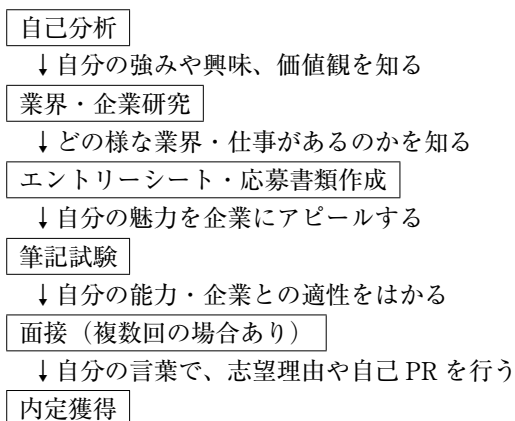 自己分析
↓自分の強みや興味、価値観を知る
業界・企業研究
↓どの様な業界・仕事があるのかを知る
エントリーシート・応募書類作成
↓自分の魅力を企業にアピールする
筆記試験
↓自分の能力・企業との適性をはかる
面接（複数回の場合あり）
↓自分の言葉で、志望理由や自己 PR を行う
内定獲得